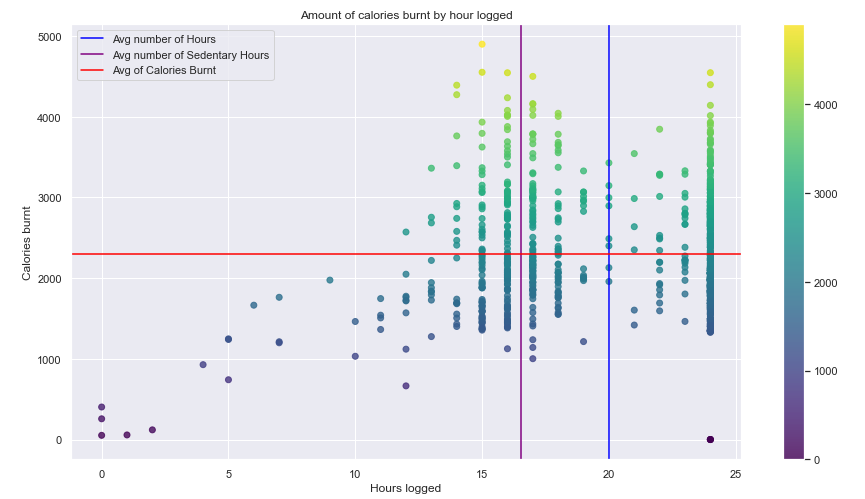 Amount of calories burnt by hour logged
Avg number of Hours
Avg number of Sedentary Hours
Avg of Calories Burnt
Calories burnt
5000
4000
3000
2000
1000
0
0 5 10 15 20 25
Hours logged
4000
3000
2000
1000
0